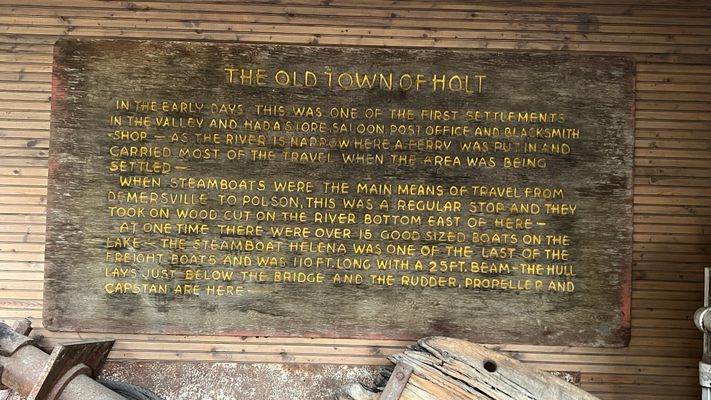 THE OLD TOWN OF HOLT
IN THE EARLY DAYS THIS WAS ONE OF THE FIRST SETTLEMENTS
IN THE VALLEY AND HAD A STORE, SALOON, POST OFFICE AND BLACKSMITH
SHOP — AS THE RIVER IS NARROW HERE A FERRY WAS PUT IN AND
CARRIED MOST OF THE TRAVEL WHEN THE AREA WAS BEING
SETTLED —
WHEN STEAMBOATS WERE THE MAIN MEANS OF TRAVEL FROM
DEMERSVILLE TO POLSON, THIS WAS A REGULAR STOP AND THEY
TOOK ON WOOD CUT ON THE RIVER BOTTOM EAST OF HERE —
AT ONE TIME THERE WERE OVER 15 GOOD SIZED BOATS ON THE
LAKE — THE STEAMBOAT HELENA WAS ONE OF THE LAST OF THE
FREIGHT BOATS AND WAS 110 FT. LONG WITH A 25 FT. BEAM - THE HULL
LAYS JUST BELOW THE BRIDGE AND THE RUDDER, PROPELLER AND
CAPSTAN ARE HERE -